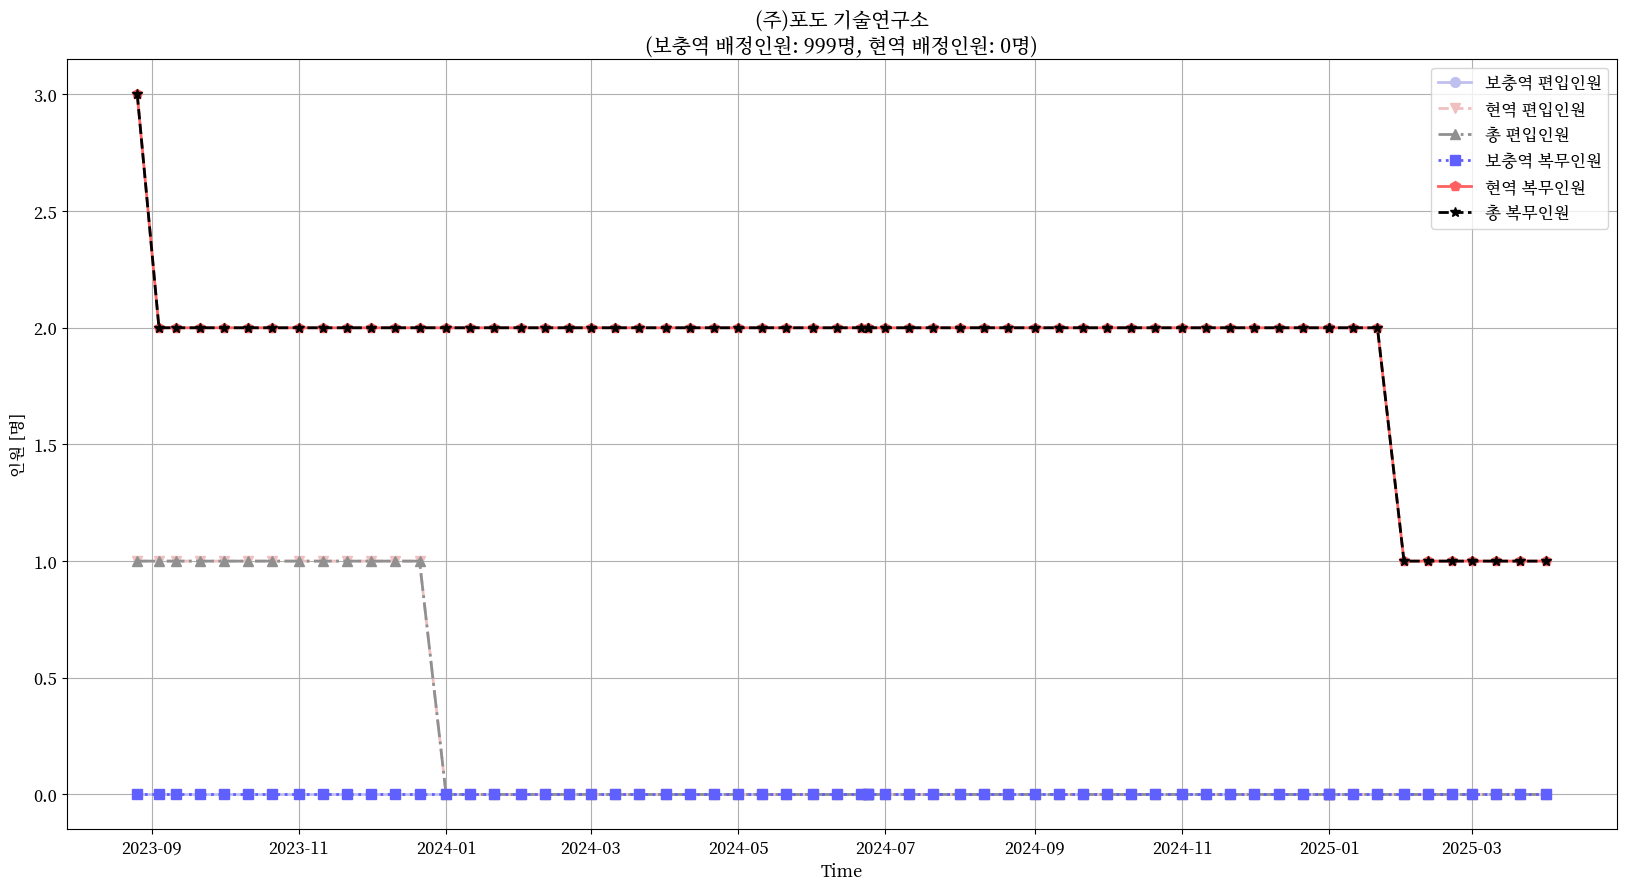 (주)포도 기술연구소
(보충역 배정인원: 999명, 현역 배정인원: 0명)
보충역 편입인원
현역 편입인원
총 편입인원
보충역 복무인원
현역 복무인원
총 복무인원
인원 [명]
3.0
2.5
2.0
1.5
1.0
0.5
0.0
2023-09
2023-11
2024-01
2024-03
2024-05
2024-07
2024-09
2024-11
2025-01
2025-03
Time